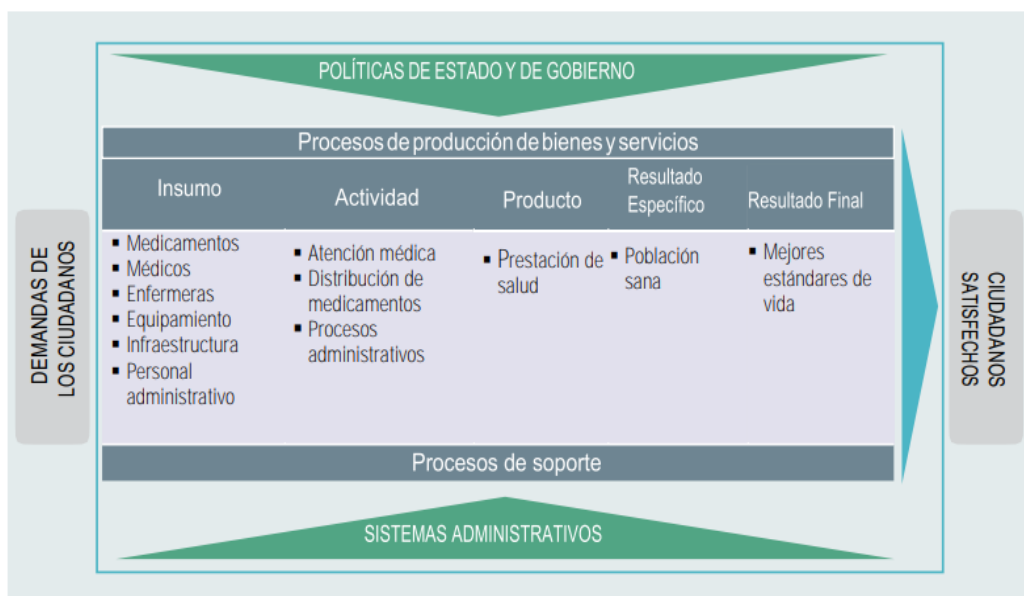 POLÍTICAS DE ESTADO Y DE GOBIERNO
Procesos de producción de bienes y servicios
Insumo
Actividad
Producto
Resultado
Específico
Resultado Final
DEMANDAS DE
LOS CIUDADANOS
▪ Medicamentos
▪ Médicos
▪ Enfermeras
▪ Equipamiento
▪ Infraestructura
▪ Personal
administrativo
▪ Atención médica
▪ Distribución de
medicamentos
▪ Procesos
administrativos
▪ Prestación de
salud
▪ Población
sana
▪ Mejores
estándares de
vida
CIUDADANOS
SATISFECHOS
Procesos de soporte
SISTEMAS ADMINISTRATIVOS